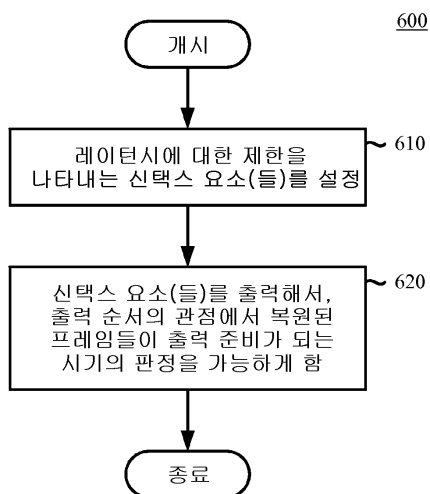 600
개시
레이턴시에 대한 제한을
나타내는 신택스 요소(들)를 설정
610
신택스 요소(들)를 출력해서,
출력 순서의 관점에서 복원된
프레임들이 출력 준비가 되는
시기의 판정을 가능하게 함
620
종료